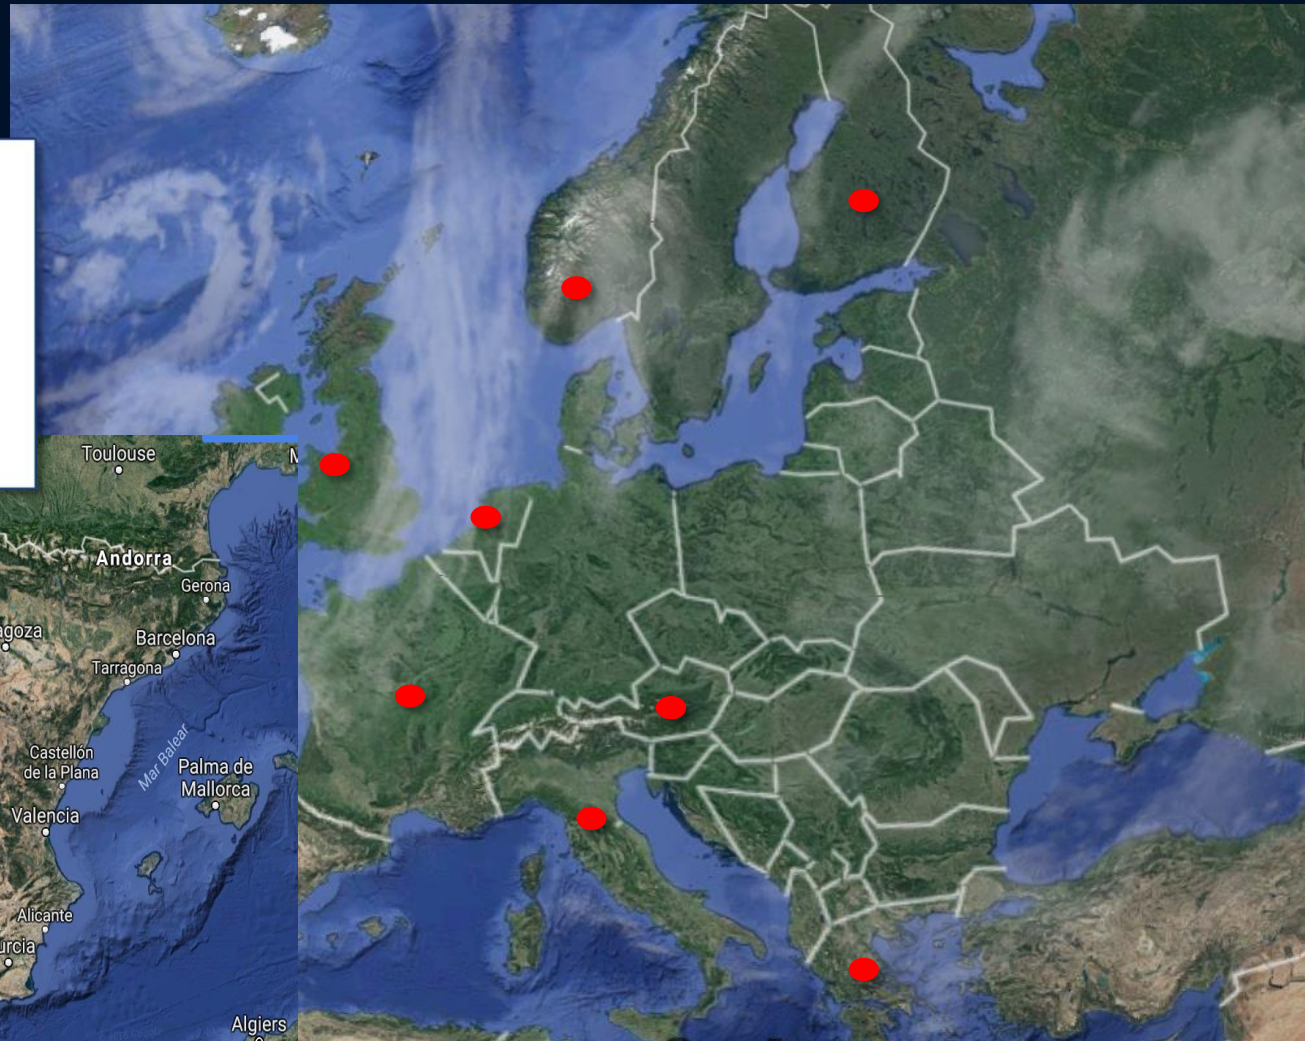 Toulouse
M
Andorra
Gerona
agoza
Barcelona
Tarragona
Castellón
de la Plana
Mar Balear
Palma de
Mallorca
Valencia
Alicante
urcia
Algiers